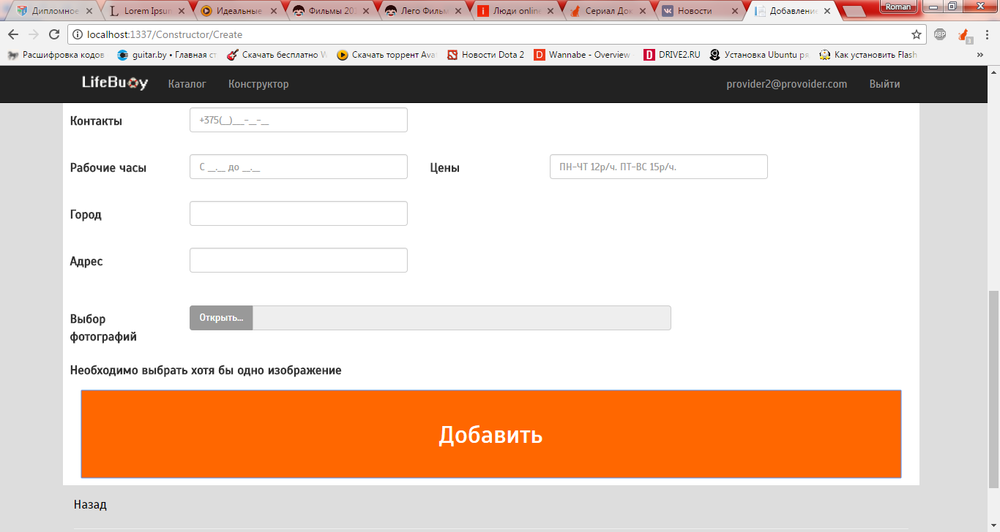 Дипломное
Lorem Ipsun
Идеальные
Фильмы 20
Лего Фильм
Люди online
Сериал Док
Новости
Добавление
Roman
localhost:1337/Constructor/Create
ABP
3
Расшифровка кодов
guitar.by • Главная ст
Скачать бесплатно
Скачать торрент Ava
Новости Dota 2
Wannabe - Overview
DRIVE2.RU
Установка Ubuntu ря
Как установить Flash
»
LifeBuoy
Каталог
Конструктор
provider2@provoider.com
Выйти
Контакты
+375(__)___-__-__
Рабочие часы
С __.__ до __.__
Цены
ПН-ЧТ 12р/ч. ПТ-ВС 15р/ч.
Город
Адрес
Выбор
фотографий
Открыть...
Необходимо выбрать хотя бы одно изображение
Добавить
Назад